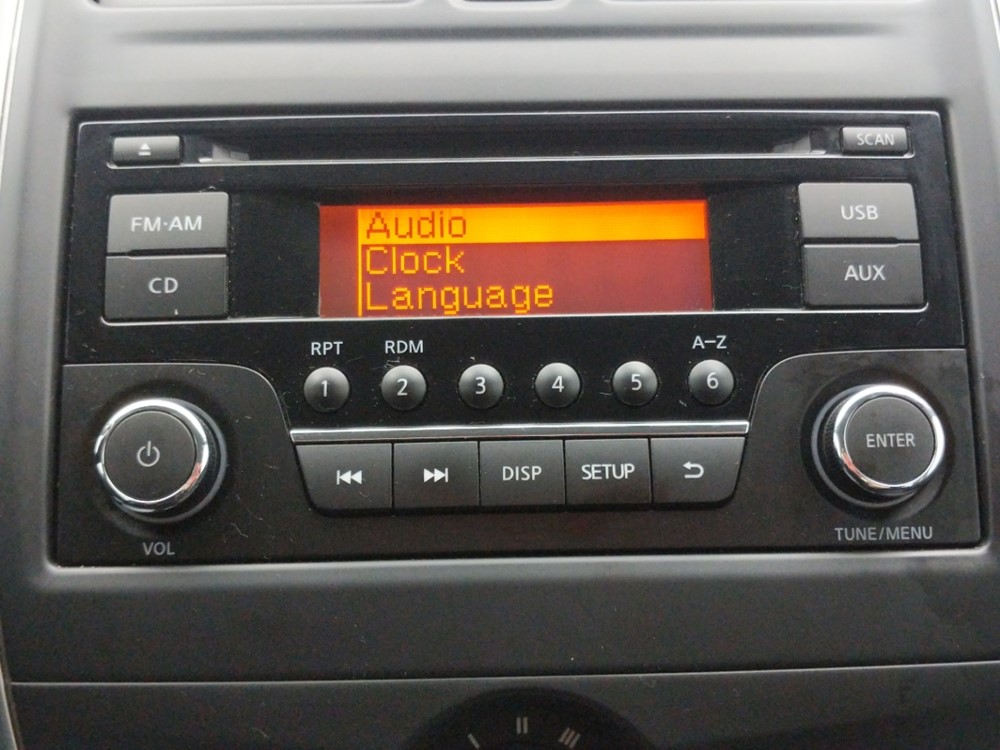 SCAN
FM·AM
CD
Audio
Clock
Language
USB
AUX
RPT
RDM
A–Z
1
2
3
4
5
6
DISP
SETUP
ENTER
VOL
TUNE/MENU